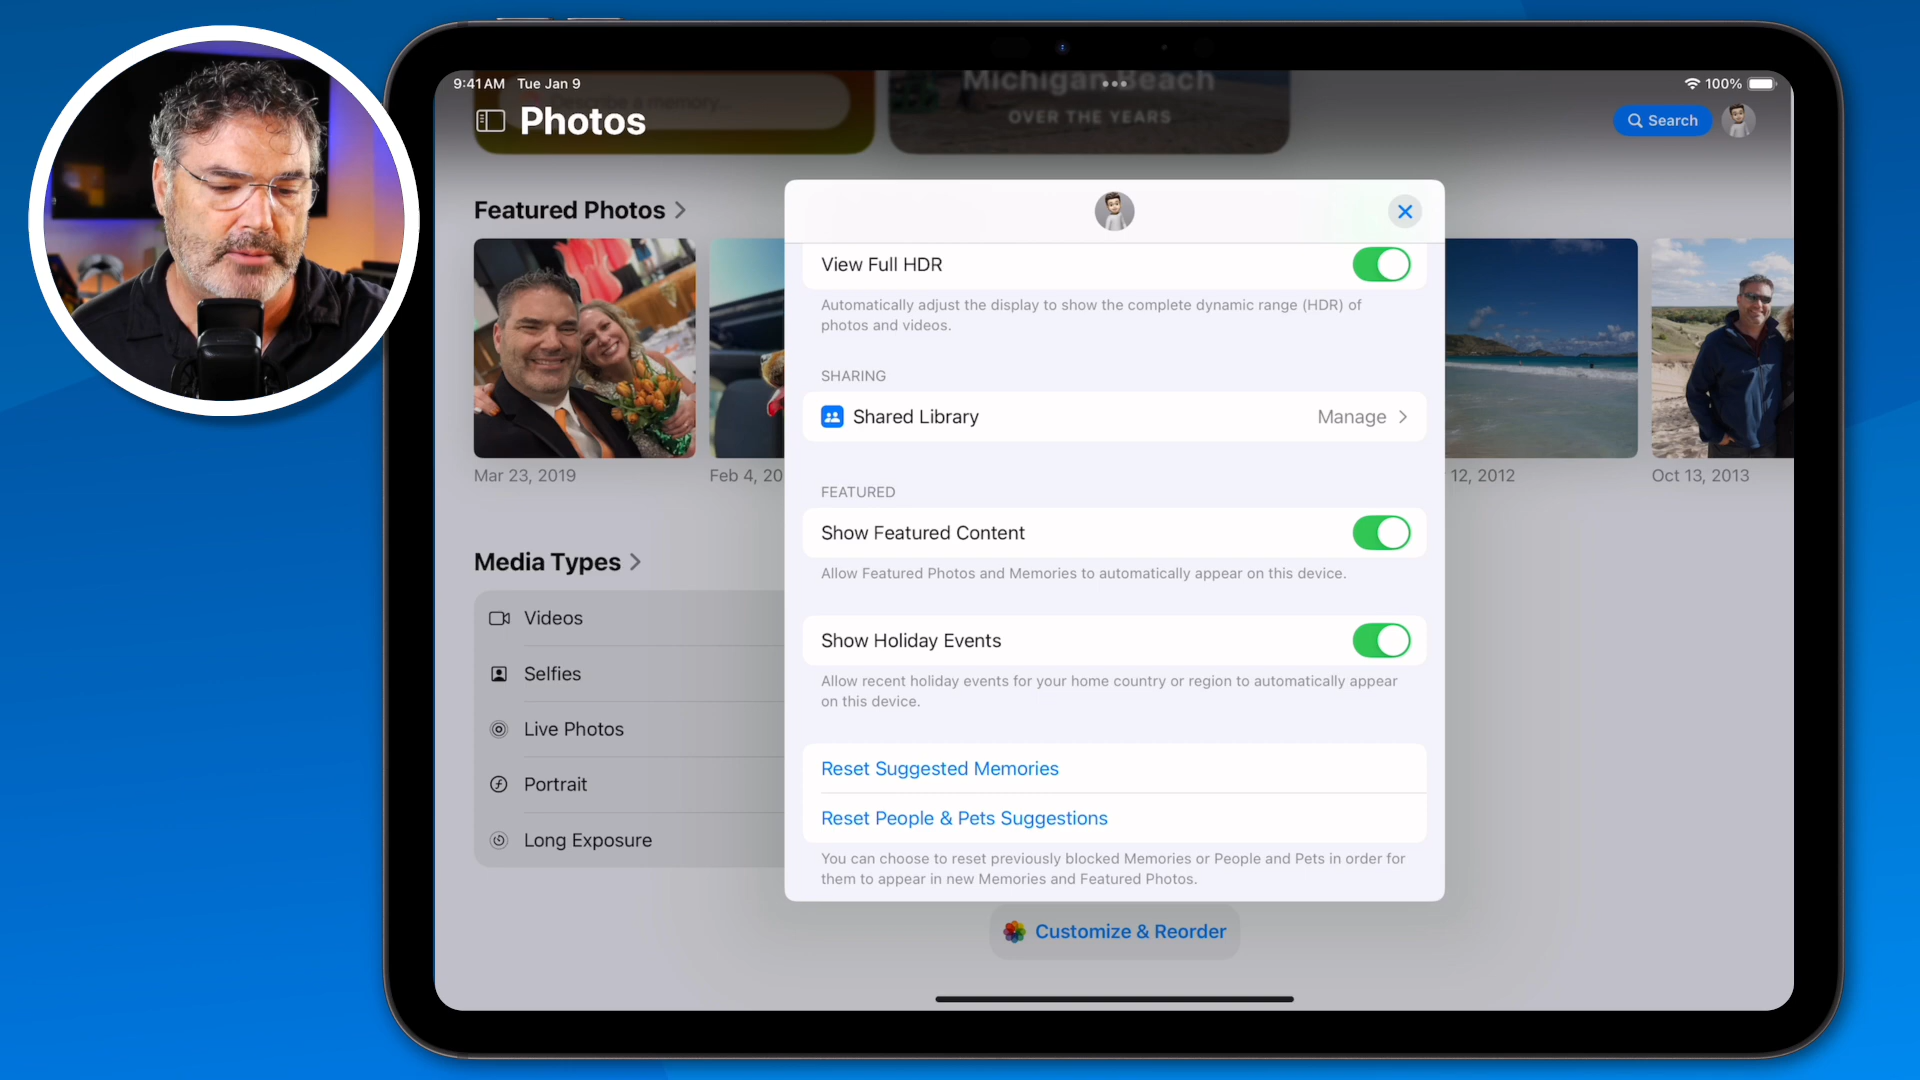 9:41 AM Tue Jan 9
100%
Michigan Beach
OVER THE YEARS
Describe a memory...
Photos
Search
Featured Photos
Mar 23, 2019
Feb 4, 20
12, 2012
Oct 13, 2013
Media Types
Videos
Selfies
Live Photos
Portrait
Long Exposure
View Full HDR
Automatically adjust the display to show the complete dynamic range (HDR) of
photos and videos.
SHARING
Shared Library
Manage
FEATURED
Show Featured Content
Allow Featured Photos and Memories to automatically appear on this device.
Show Holiday Events
Allow recent holiday events for your home country or region to automatically appear
on this device.
Reset Suggested Memories
Reset People & Pets Suggestions
You can choose to reset previously blocked Memories or People and Pets in order for
them to appear in new Memories and Featured Photos.
Customize & Reorder